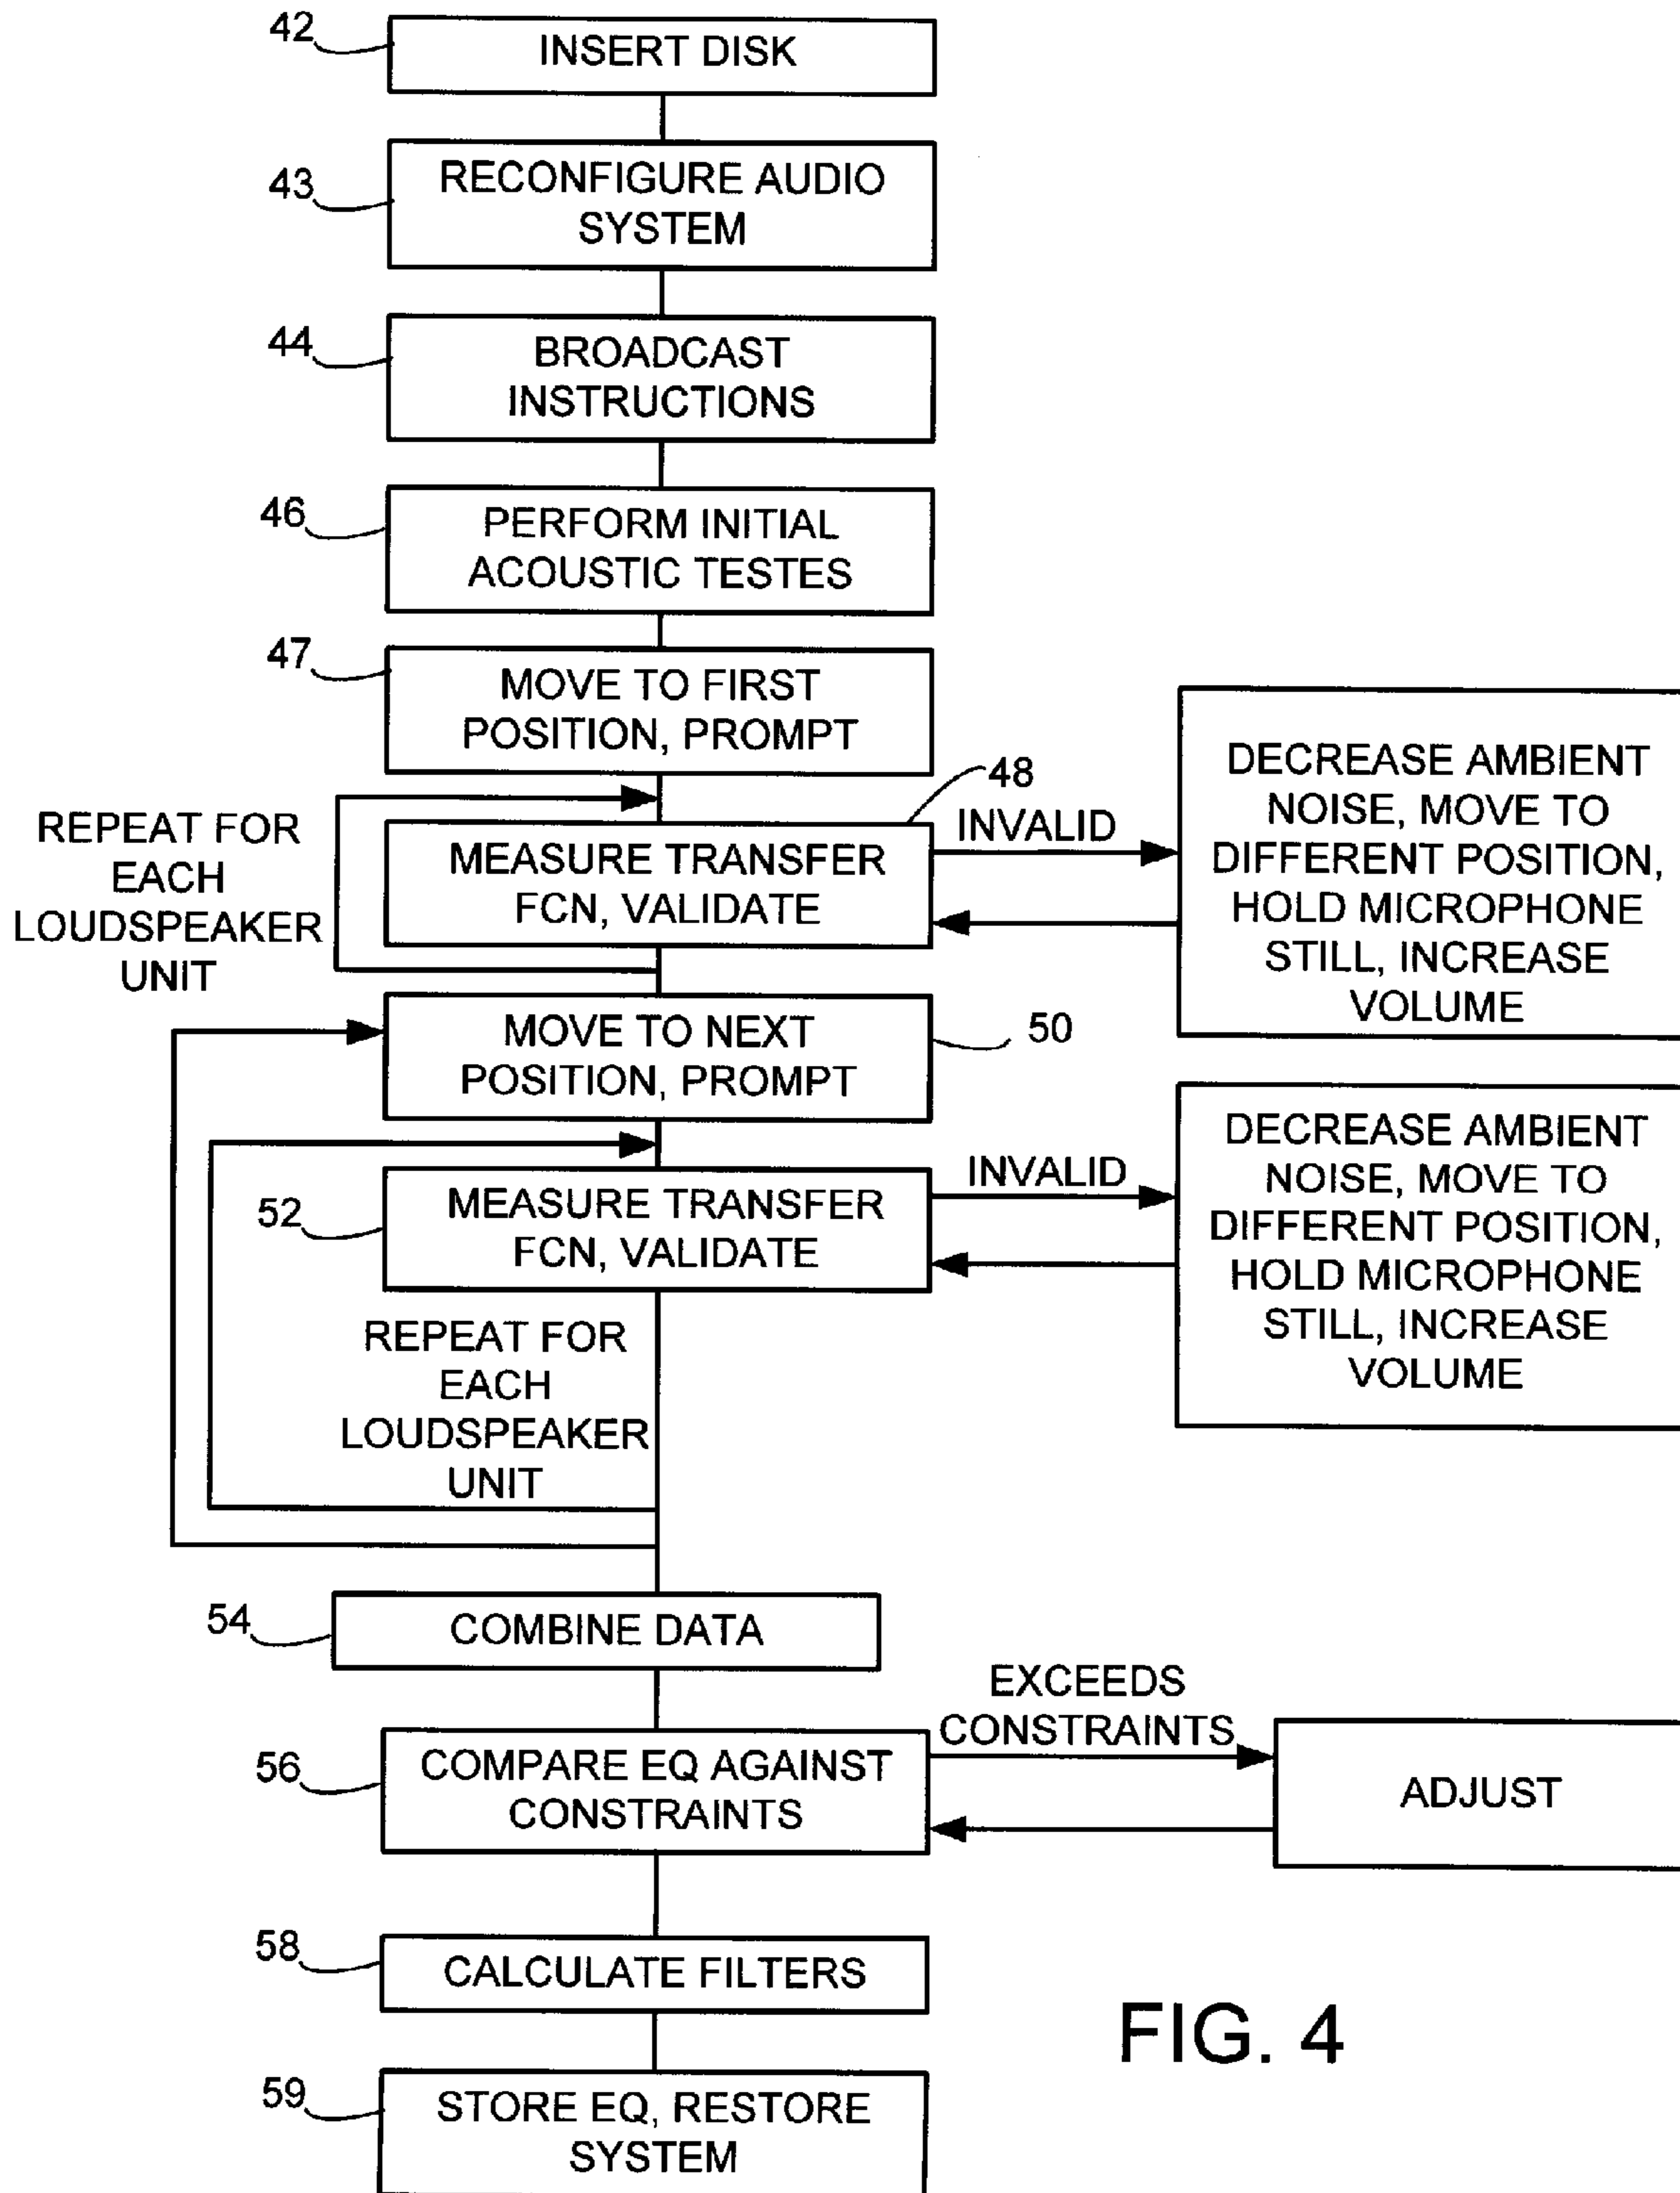 42
INSERT DISK
43
RECONFIGURE AUDIO
SYSTEM
44
BROADCAST
INSTRUCTIONS
46
PERFORM INITIAL
ACOUSTIC TESTES
47
MOVE TO FIRST
POSITION, PROMPT
48
REPEAT FOR
EACH
LOUDSPEAKER
UNIT
MEASURE TRANSFER
FCN, VALIDATE
INVALID
DECREASE AMBIENT
NOISE, MOVE TO
DIFFERENT POSITION,
HOLD MICROPHONE
STILL, INCREASE
VOLUME
MOVE TO NEXT
POSITION, PROMPT
50
52
MEASURE TRANSFER
FCN, VALIDATE
INVALID
DECREASE AMBIENT
NOISE, MOVE TO
DIFFERENT POSITION,
HOLD MICROPHONE
STILL, INCREASE
VOLUME
REPEAT FOR
EACH
LOUDSPEAKER
UNIT
54
COMBINE DATA
56
COMPARE EQ AGAINST
CONSTRAINTS
EXCEEDS
CONSTRAINTS
ADJUST
58
CALCULATE FILTERS
59
STORE EQ, RESTORE
SYSTEM
FIG. 4